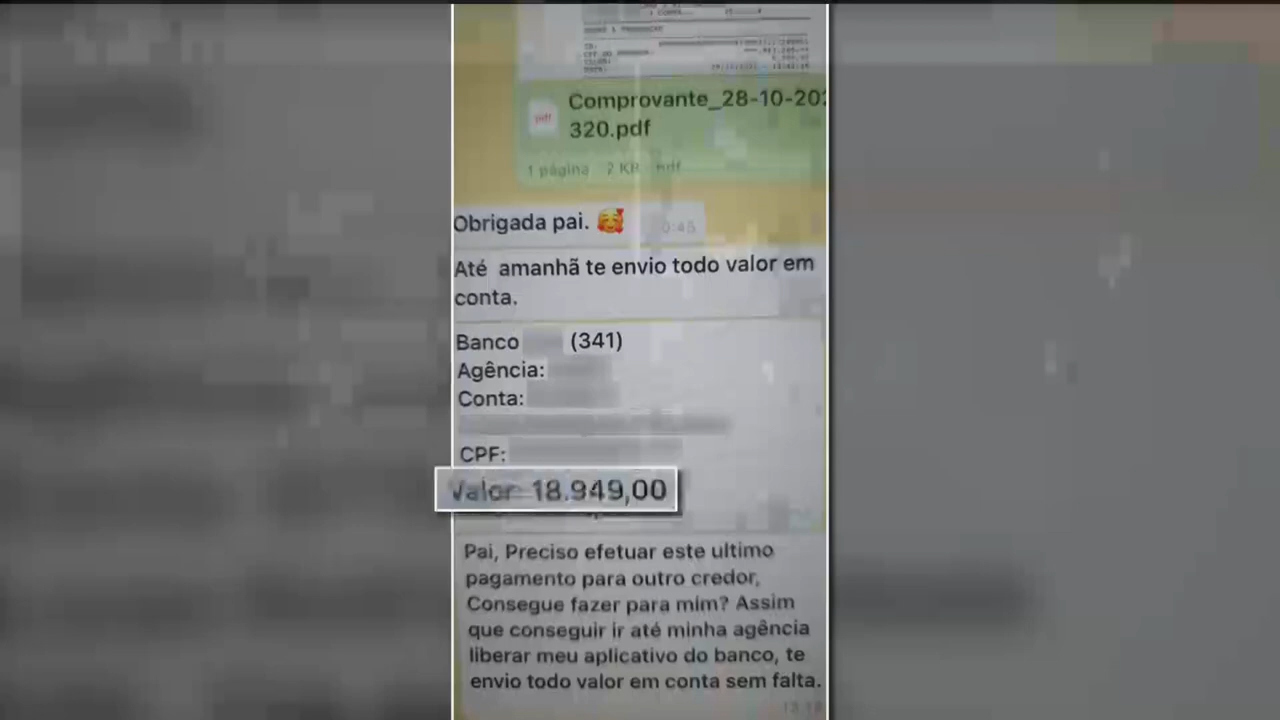 Comprovante_28-10-202
320.pdf
pdf
1 página 2 KB pdf
Obrigada pai. 🥰
0:45
Até amanhã te envio todo valor em
conta.
Banco (341)
Agência:
Conta:
CPF:
Valor 18.949,00
Pai, Preciso efetuar este ultimo
pagamento para outro credor,
Consegue fazer para mim? Assim
que conseguir ir até minha agência
liberar meu aplicativo do banco, te
envio todo valor em conta sem falta.